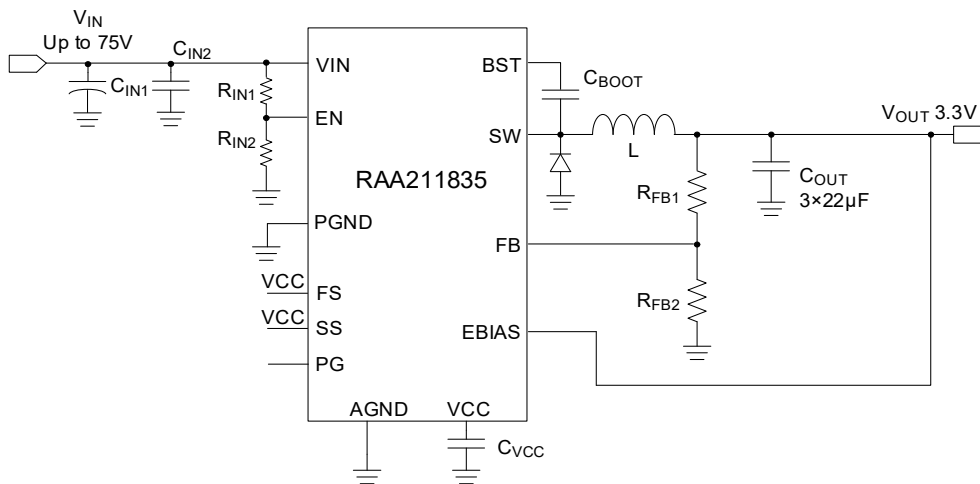 VIN
Up to 75V
CIN1
CIN2
RIN1
RIN2
VIN
EN
PGND
VCC
FS
VCC
SS
PG
AGND
VCC
CVCC
RAA211835
BST
SW
FB
EBIAS
CBOOT
L
RFB1
RFB2
VOUT 3.3V
COUT
3×22µF